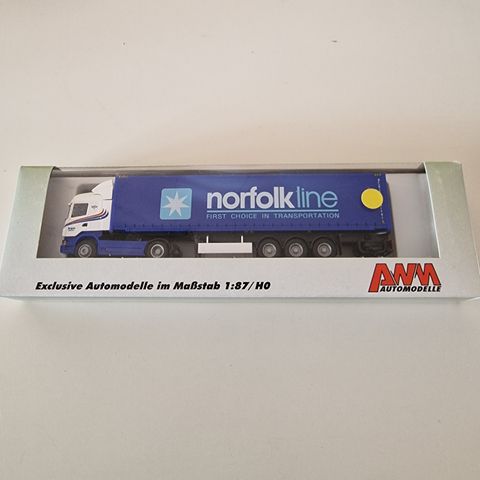 norfolkline
FIRST CHOICE IN TRANSPORTATION
Exclusive Automodelle im Maßstab 1:87/H0
AWM
AUTOMODELLE